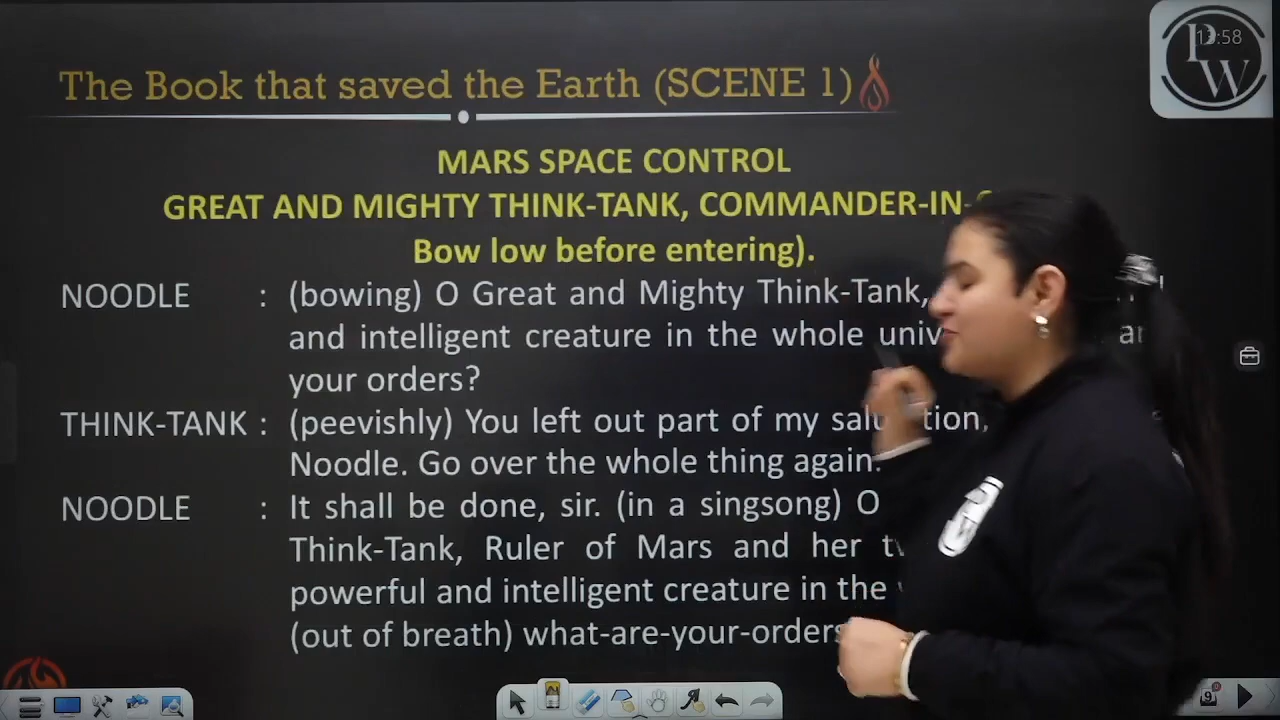 PW
13:58
The Book that saved the Earth (SCENE 1)
MARS SPACE CONTROL
GREAT AND MIGHTY THINK-TANK, COMMANDER-IN-
Bow low before entering).
NOODLE : (bowing) O Great and Mighty Think-Tank,
and intelligent creature in the whole
your orders?
THINK-TANK : (peevishly) You left out part of my
Noodle. Go over the whole thing again.
NOODLE : It shall be done, sir. (in a singsong) O
Think-Tank, Ruler of Mars and her
powerful and intelligent creature in the
(out of breath) what-are-your-orders